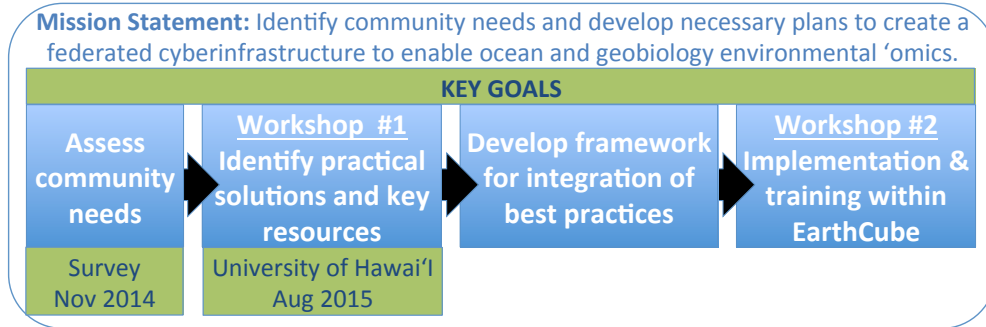 Mission Statement: Identify community needs and develop necessary plans to create a
federated cyberinfrastructure to enable ocean and geobiology environmental ‘omics.
KEY GOALS
Assess
community
needs
Workshop #1
Identify practical
solutions and key
resources
Develop framework
for integration of
best practices
Workshop #2
Implementation &
training within
EarthCube
Survey
Nov 2014
University of Hawai‘I
Aug 2015